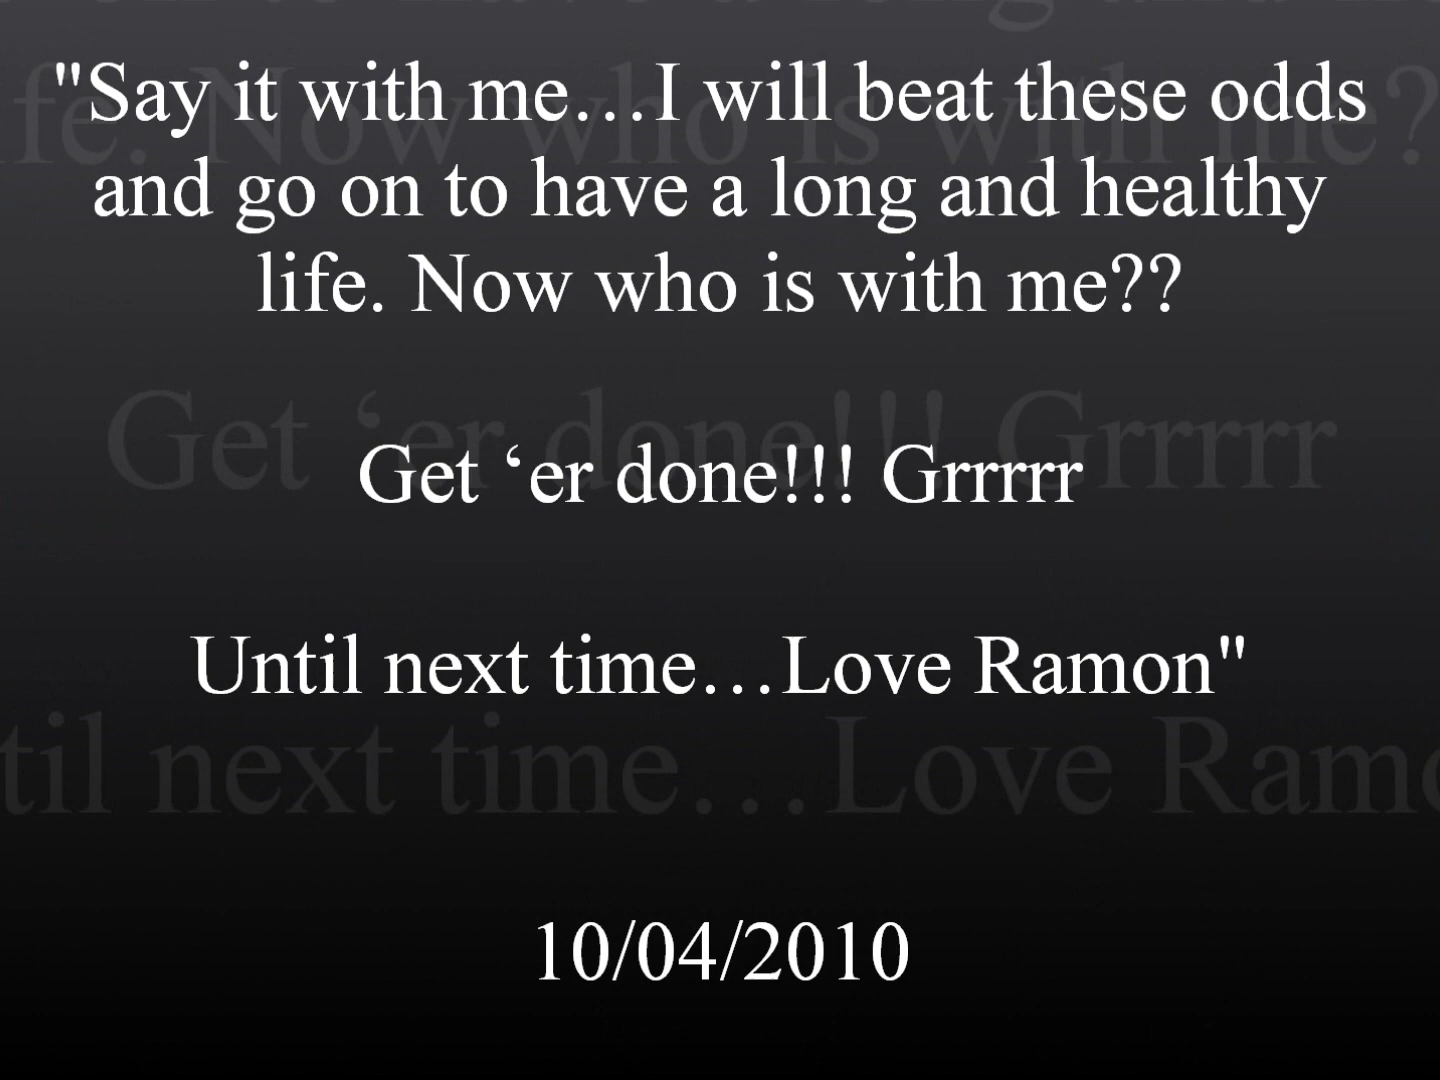 "Say it with me…I will beat these odds
and go on to have a long and healthy
life. Now who is with me??
Get ‘er done!!! Grrrrr
Until next time…Love Ramon"
10/04/2010